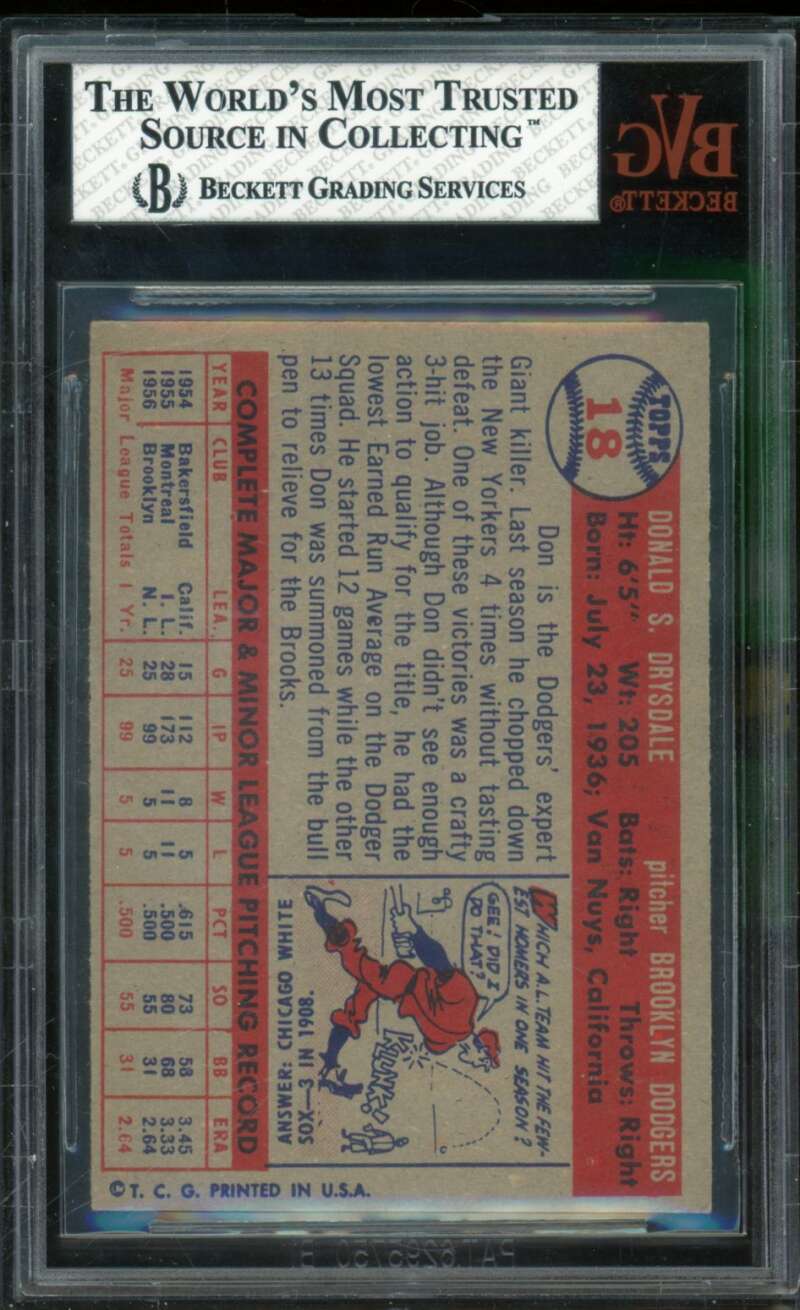 THE WORLD'S MOST TRUSTED
SOURCE IN COLLECTING™
B BECKETT GRADING SERVICES
BVG
BECKETT®
TOPPS
18
DONALD S. DRYSDALE pitcher BROOKLYN DODGERS
Ht: 6'5" Wt: 205 Bats: Right Throws: Right
Born: July 23, 1936; Van Nuys, California
Don is the Dodgers' expert
Giant killer. Last season he chopped down
the New Yorkers 4 times without tasting
defeat. One of these victories was a crafty
3-hit job. Although Don didn't see enough
action to qualify for the title, he had the
lowest Earned Run Average on the Dodger
Squad. He started 12 games while the other
13 times Don was summoned from the bull
pen to relieve for the Brooks.
WHICH A.L. TEAM HIT THE FEW-
EST HOMERS IN ONE SEASON?
GEE! DID I
DO THAT?
KLUNK!
ANSWER: CHICAGO WHITE
SOX—3 IN 1908.
COMPLETE MAJOR & MINOR LEAGUE PITCHING RECORD
YEAR CLUB LEA. G IP W L PCT SO BB ERA
1954 Bakersfield Calif. 15 112 8 5 .615 73 58 3.45
1955 Montreal I. L. 28 173 11 11 .500 80 68 3.33
1956 Brooklyn N. L. 25 99 5 5 .500 55 31 2.64
Major League Totals 1 Yr. 25 99 5 5 .500 55 31 2.64
©T. C. G. PRINTED IN U.S.A.